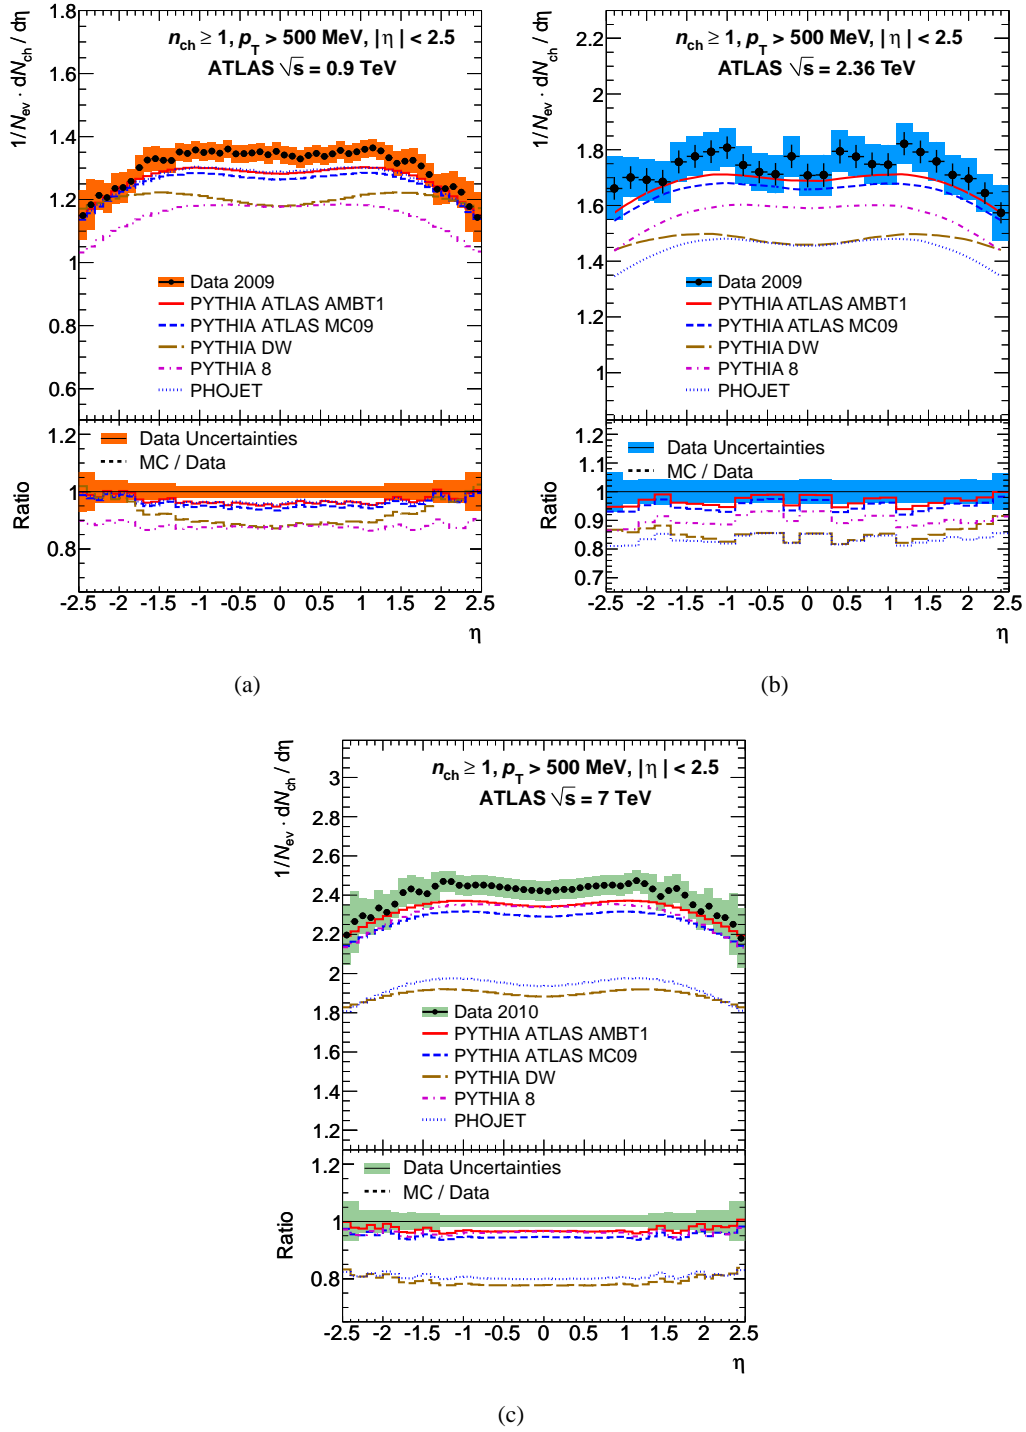 1/N_ev · dN_ch / dη
n_ch ≥ 1, p_T > 500 MeV, |η| < 2.5
ATLAS √s = 0.9 TeV
1.8
1.6
1.4
1.2
1
0.8
0.6
Data 2009
PYTHIA ATLAS AMBT1
PYTHIA ATLAS MC09
PYTHIA DW
PYTHIA 8
PHOJET
Ratio
1.2
1
0.8
Data Uncertainties
MC / Data
-2.5 -2 -1.5 -1 -0.5 0 0.5 1 1.5 2 2.5
η
(a)
1/N_ev · dN_ch / dη
n_ch ≥ 1, p_T > 500 MeV, |η| < 2.5
ATLAS √s = 2.36 TeV
2.2
2
1.8
1.6
1.4
1.2
1
Data 2009
PYTHIA ATLAS AMBT1
PYTHIA ATLAS MC09
PYTHIA DW
PYTHIA 8
PHOJET
Ratio
1.2
1.1
1
0.9
0.8
0.7
Data Uncertainties
MC / Data
-2.5 -2 -1.5 -1 -0.5 0 0.5 1 1.5 2 2.5
η
(b)
1/N_ev · dN_ch / dη
n_ch ≥ 1, p_T > 500 MeV, |η| < 2.5
ATLAS √s = 7 TeV
3
2.8
2.6
2.4
2.2
2
1.8
1.6
1.4
1.2
Data 2010
PYTHIA ATLAS AMBT1
PYTHIA ATLAS MC09
PYTHIA DW
PYTHIA 8
PHOJET
Ratio
1.2
1
0.8
Data Uncertainties
MC / Data
-2.5 -2 -1.5 -1 -0.5 0 0.5 1 1.5 2 2.5
η
(c)